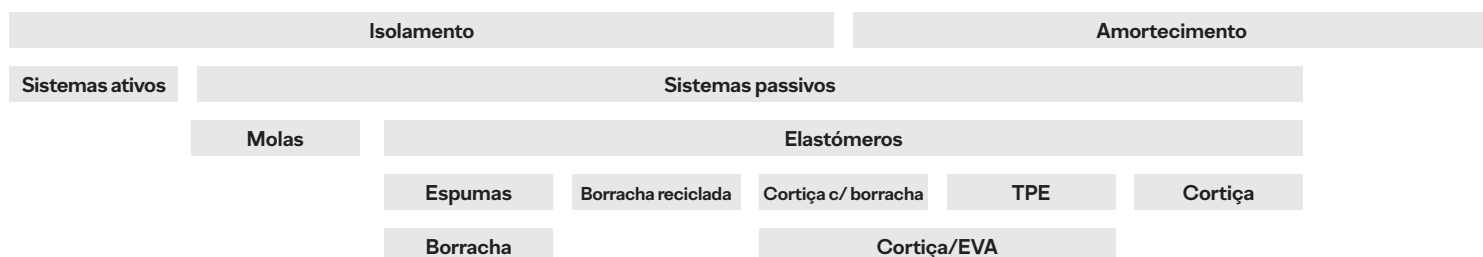 Isolamento Amortecimento
Sistemas ativos Sistemas passivos
Molas Elastómeros
Espumas Borracha reciclada Cortiça c/ borracha TPE Cortiça
Borracha Cortiça/EVA